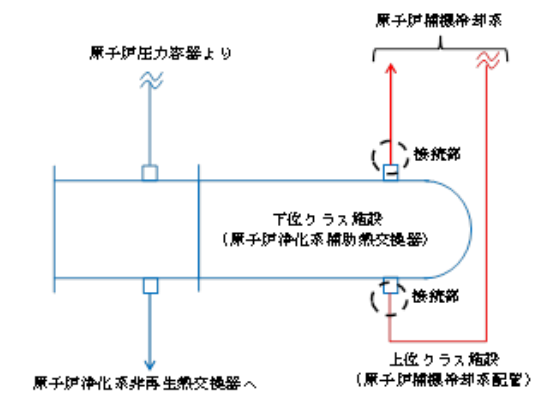 原子炉補機冷却系
原子炉圧力容器より
接続部
下位クラス施設
(原子炉浄化系補助熱交換器)
接続部
上位クラス施設
(原子炉補機冷却系配管)
原子炉浄化系非再生熱交換器へ